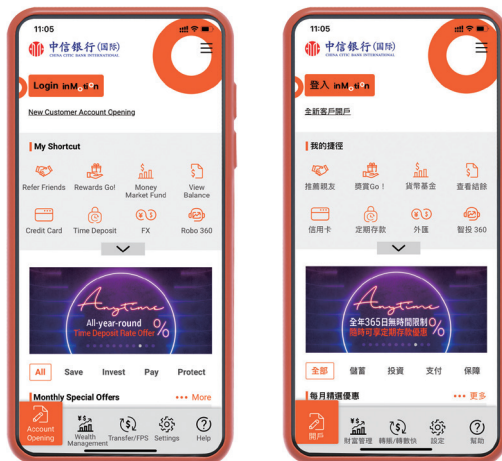 11:05
中信银行(国际)
CHINA CITIC BANK INTERNATIONAL
Login inMotion
New Customer Account Opening
My Shortcut
Refer Friends
Rewards Go!
Money
Market Fund
View
Balance
Credit Card
Time Deposit
FX
Robo 360
Anytime
All-year-round
Time Deposit Rate Offer
%
All
Save
Invest
Pay
Protect
Monthly Special Offers
••• More
Account
Opening
Wealth
Management
Transfer/FPS
Settings
Help
11:05
中信银行(国际)
CHINA CITIC BANK INTERNATIONAL
登入 inMotion
全新客戶開戶
我的捷徑
推薦親友
獎賞Go！
貨幣基金
查看結餘
信用卡
定期存款
外匯
智投 360
Anytime
全年365日無時間限制
隨時可享定期存款優惠
%
全部
儲蓄
投資
支付
保障
每月精選優惠
••• 更多
開戶
財富管理
轉賬/轉數快
設定
幫助